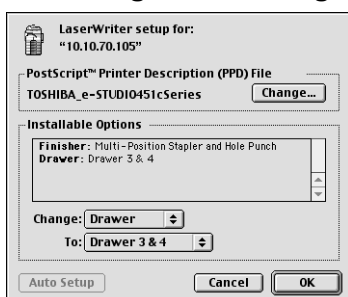 LaserWriter setup for:
“10.10.70.105”
PostScript™ Printer Description (PPD) File
TOSHIBA_e-STUDIO451cSeries
Change...
Installable Options
Finisher: Multi-Position Stapler and Hole Punch
Drawer: Drawer 3 & 4
Change: Drawer
To: Drawer 3 & 4
Auto Setup
Cancel
OK